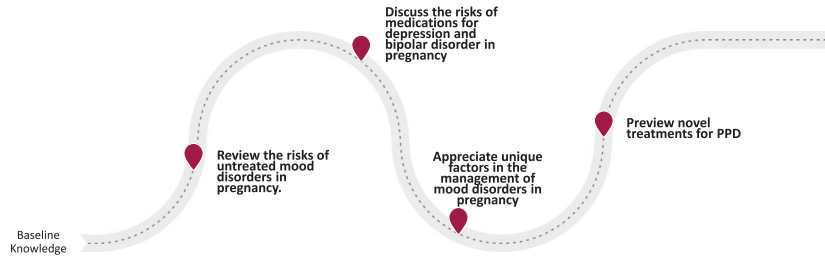 Baseline
Knowledge
Review the risks of
untreated mood
disorders in
pregnancy.
Discuss the risks of
medications for
depression and
bipolar disorder in
pregnancy
Appreciate unique
factors in the
management of
mood disorders in
pregnancy
Preview novel
treatments for PPD